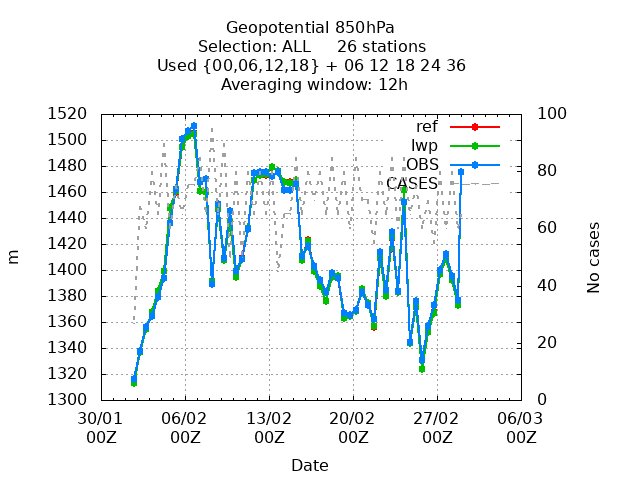 Geopotential 850hPa
Selection: ALL 26 stations
Used {00,06,12,18} + 06 12 18 24 36
Averaging window: 12h
1520
1500
1480
1460
1440
1420
1400
1380
1360
1340
1320
1300
m
100
80
60
40
20
0
No cases
ref
lwp
OBS
CASES
30/01 06/02 13/02 20/02 27/02 06/03
00Z 00Z 00Z 00Z 00Z 00Z
Date